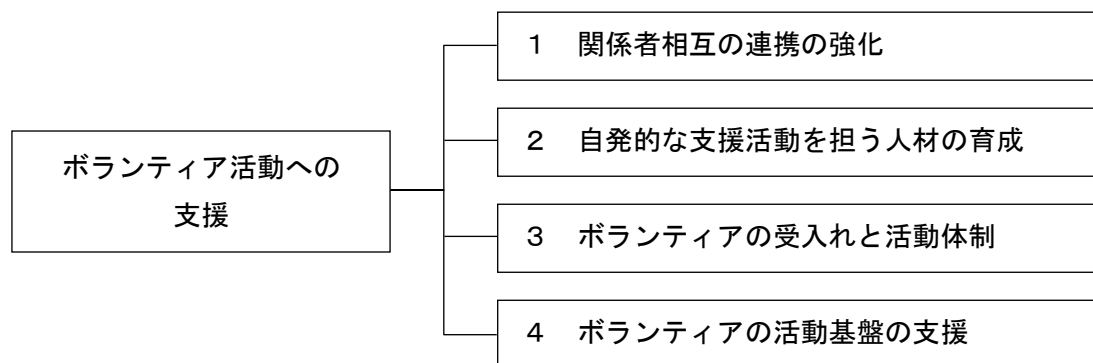 ボランティア活動への
支援
１　関係者相互の連携の強化
２　自発的な支援活動を担う人材の育成
３　ボランティアの受入れと活動体制
４　ボランティアの活動基盤の支援